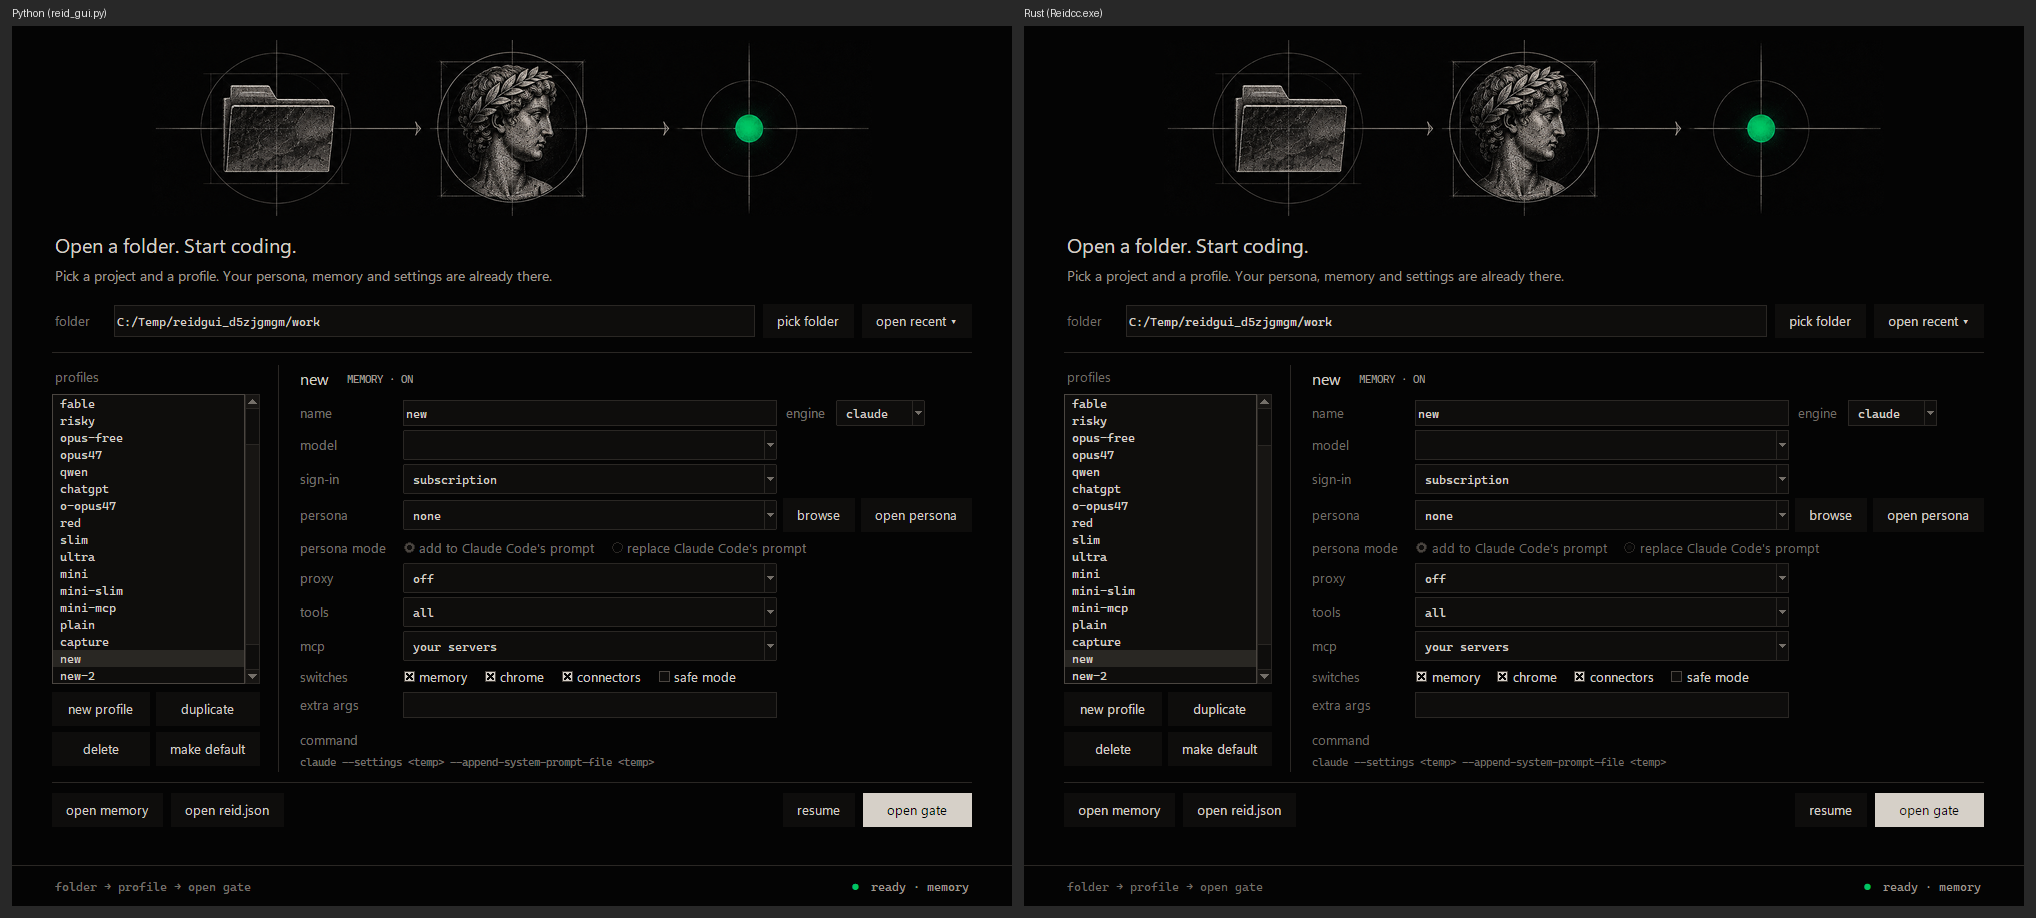 Python (reid_gui.py)
Open a folder. Start coding.
Pick a project and a profile. Your persona, memory and settings are already there.
folder C:/Temp/reidgui_d5zjgmgm/work pick folder open recent ▾
profiles
fable
risky
opus-free
opus47
qwen
chatgpt
o-opus47
red
slim
ultra
mini
mini-slim
mini-mcp
plain
capture
new
new-2
new profile duplicate
delete make default
new MEMORY · ON
name new engine claude
model
sign-in subscription
persona none browse open persona
persona mode add to Claude Code's prompt replace Claude Code's prompt
proxy off
tools all
mcp your servers
switches memory chrome connectors safe mode
extra args
command
claude --settings <temp> --append-system-prompt-file <temp>
open memory open reid.json resume open gate
folder → profile → open gate ready · memory
Rust (Reidcc.exe)
Open a folder. Start coding.
Pick a project and a profile. Your persona, memory and settings are already there.
folder C:/Temp/reidgui_d5zjgmgm/work pick folder open recent ▾
profiles
fable
risky
opus-free
opus47
qwen
chatgpt
o-opus47
red
slim
ultra
mini
mini-slim
mini-mcp
plain
capture
new
new-2
new profile duplicate
delete make default
new MEMORY · ON
name new engine claude
model
sign-in subscription
persona none browse open persona
persona mode add to Claude Code's prompt replace Claude Code's prompt
proxy off
tools all
mcp your servers
switches memory chrome connectors safe mode
extra args
command
claude --settings <temp> --append-system-prompt-file <temp>
open memory open reid.json resume open gate
folder → profile → open gate ready · memory